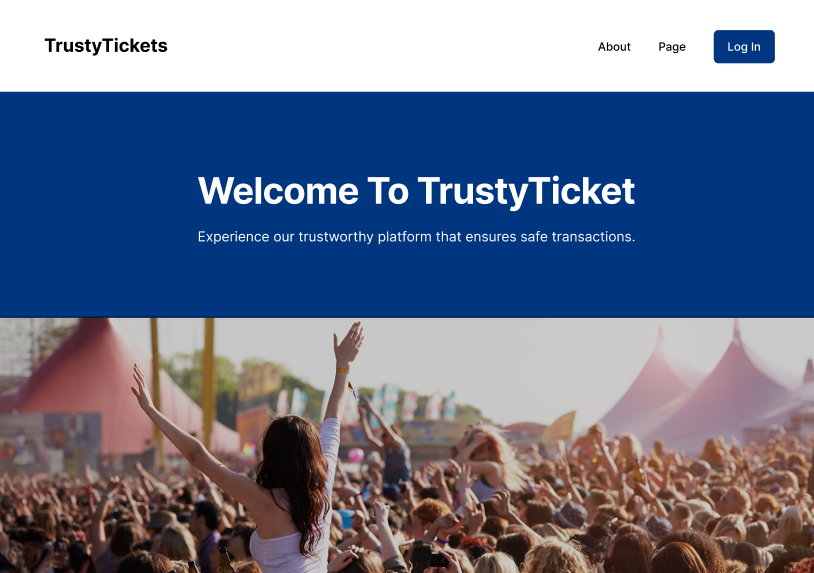 TrustyTickets
About
Page
Log In
Welcome To TrustyTicket
Experience our trustworthy platform that ensures safe transactions.